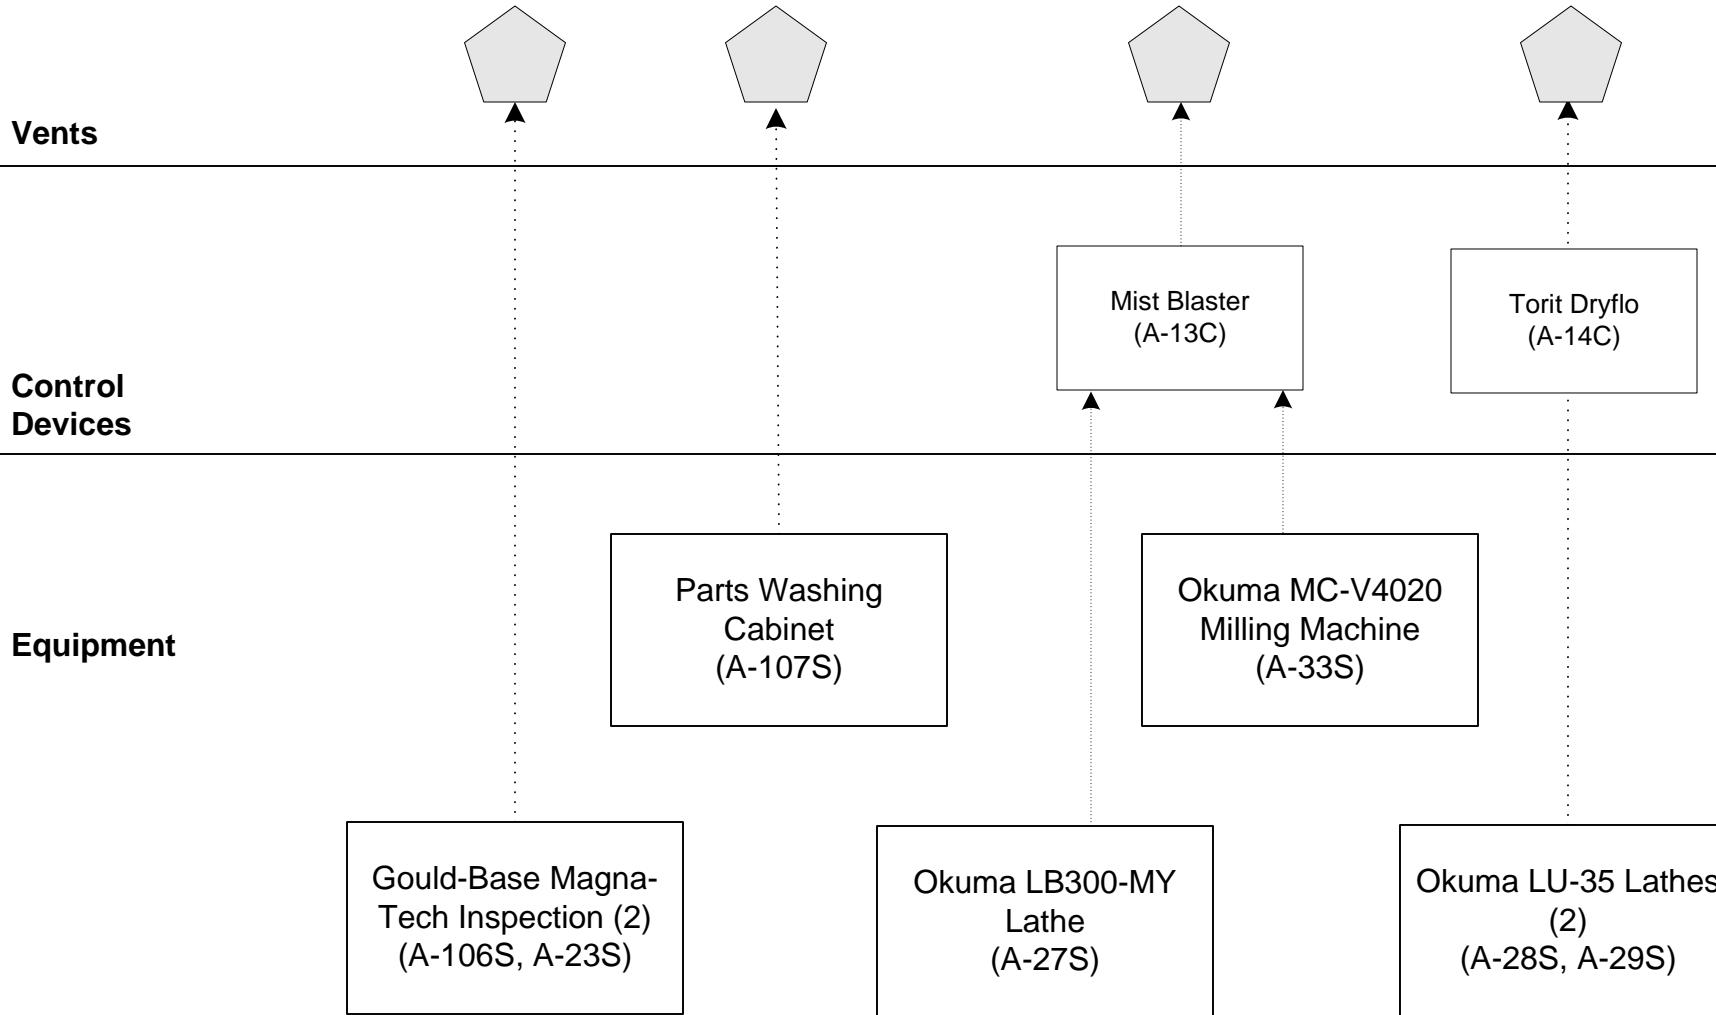 Vents
Mist Blaster
(A-13C)
Torit Dryflo
(A-14C)
Control
Devices
Parts Washing
Cabinet
(A-107S)
Okuma MC-V4020
Milling Machine
(A-33S)
Equipment
Gould-Base Magna-
Tech Inspection (2)
(A-106S, A-23S)
Okuma LB300-MY
Lathe
(A-27S)
Okuma LU-35 Lathes
(2)
(A-28S, A-29S)